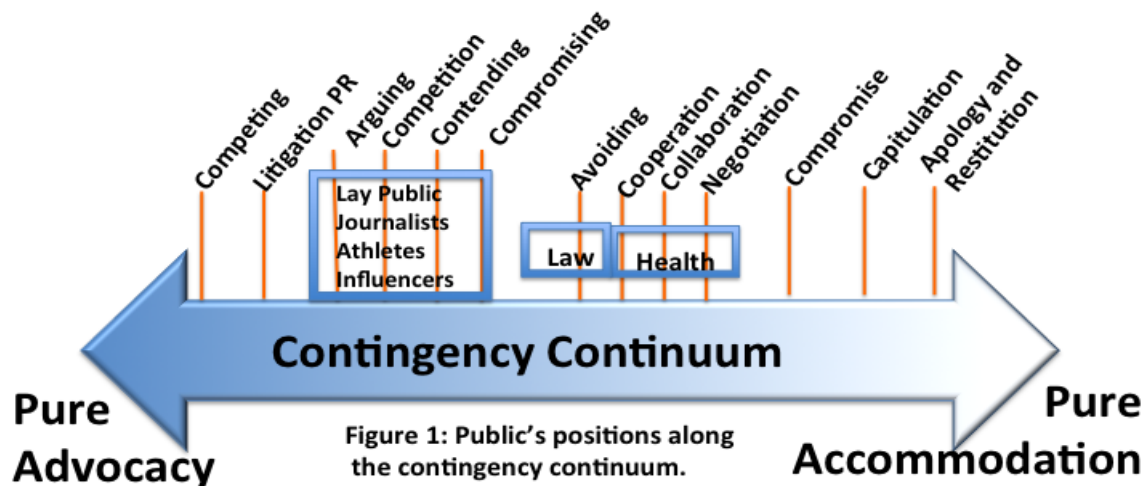 Competing
Litigation PR
Arguing
Competition
Contending
Compromising
Avoiding
Cooperation
Collaboration
Negotiation
Compromise
Capitulation
Apology and
Restitution
Lay Public
Journalists
Athletes
Influencers
Law
Health
Contingency Continuum
Pure
Advocacy
Pure
Accommodation
Figure 1: Public's positions along
the contingency continuum.